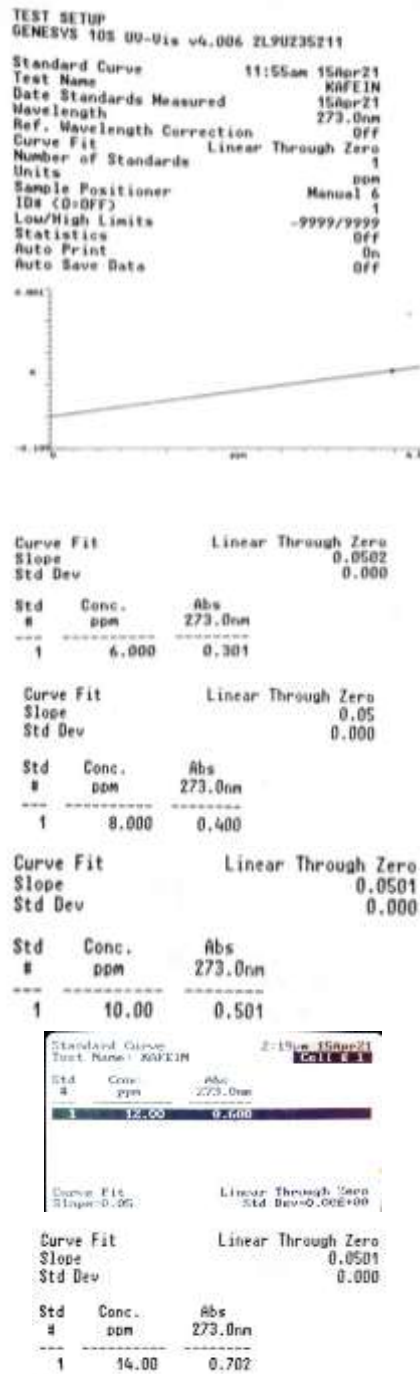 TEST SETUP
GENESYS 10S UV-Vis v4.006 2L9U235211
Standard Curve 11:55am 15Apr21
Test Name KAFEIN
Date Standards Measured 15Apr21
Wavelength 273.0nm
Ref. Wavelength Correction Off
Curve Fit Linear Through Zero
Number of Standards 1
Units ppm
Sample Positioner Manual 6
ID# (0=OFF) 1
Low/High Limits -9999/9999
Statistics Off
Auto Print On
Auto Save Data Off
0 ppm
Curve Fit Linear Through Zero
Slope 0.0502
Std Dev 0.000
Std Conc. Abs
# ppm 273.0nm
1 6.000 0.301
Curve Fit Linear Through Zero
Slope 0.05
Std Dev 0.000
Std Conc. Abs
# ppm 273.0nm
1 8.000 0.400
Curve Fit Linear Through Zero
Slope 0.0501
Std Dev 0.000
Std Conc. Abs
# ppm 273.0nm
1 10.00 0.501
Standard Curve 2:19pm 15Apr21
Test Name: KAFEIN Cell # 1
Std Conc Abs
# ppm 273.0nm
1 12.00 0.600
Curve Fit Linear Through Zero
Slope=0.05 Std Dev=0.00E+00
Curve Fit Linear Through Zero
Slope 0.0501
Std Dev 0.000
Std Conc. Abs
# ppm 273.0nm
1 14.00 0.702